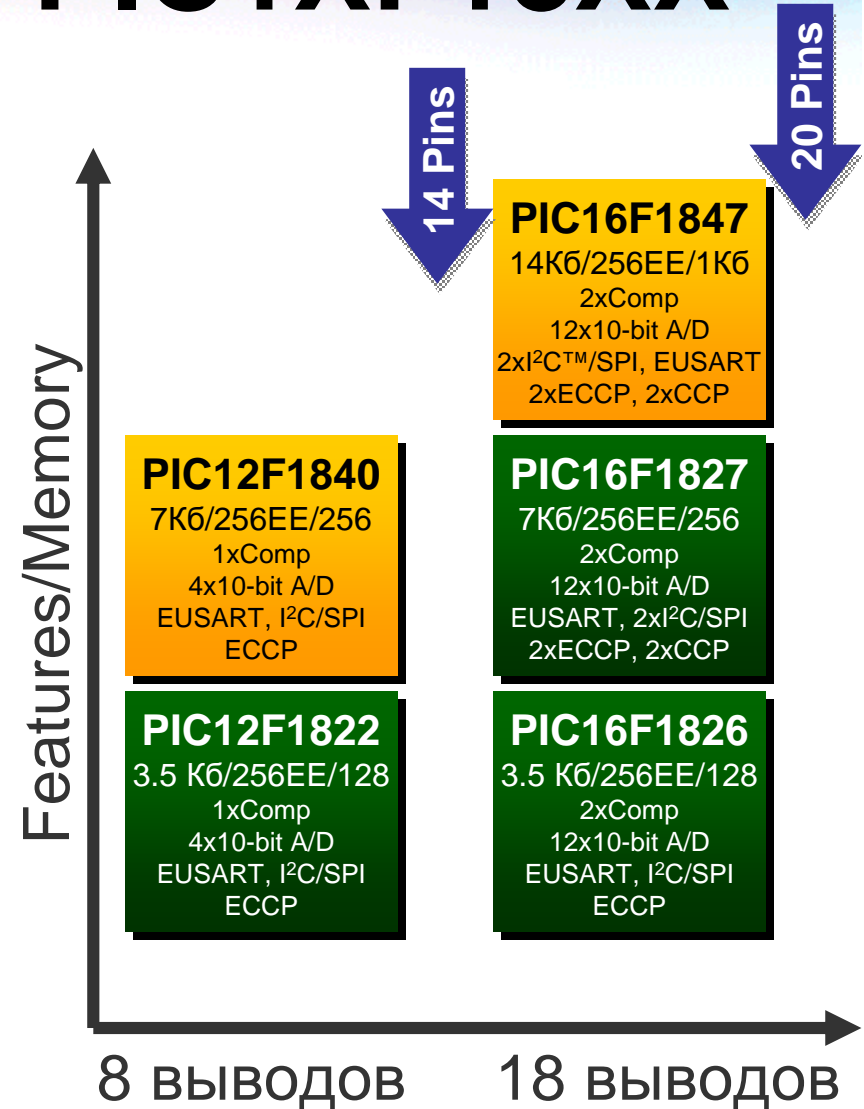 PIC1XF18XX
20 Pins
14 Pins
Features/Memory
PIC16F1847
14Кб/256EE/1Кб
2xComp
12x10-bit A/D
2xI²C™/SPI, EUSART
2xECCP, 2xCCP
PIC12F1840
7Кб/256EE/256
1xComp
4x10-bit A/D
EUSART, I²C/SPI
ECCP
PIC16F1827
7Кб/256EE/256
2xComp
12x10-bit A/D
EUSART, 2xI²C/SPI
2xECCP, 2xCCP
PIC12F1822
3.5 Кб/256EE/128
1xComp
4x10-bit A/D
EUSART, I²C/SPI
ECCP
PIC16F1826
3.5 Кб/256EE/128
2xComp
12x10-bit A/D
EUSART, I²C/SPI
ECCP
8 выводов
18 выводов